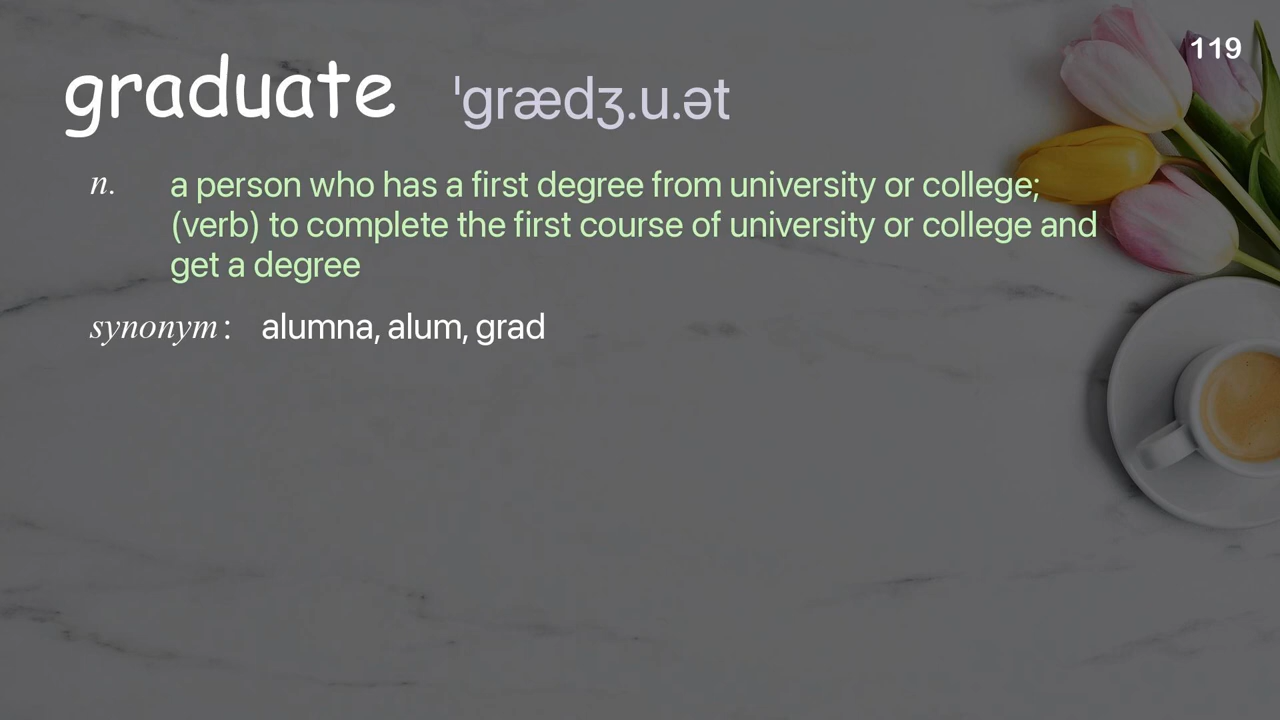 119
graduate ˈɡrædʒ.u.ət
n. a person who has a first degree from university or college;
(verb) to complete the first course of university or college and
get a degree
synonym: alumna, alum, grad